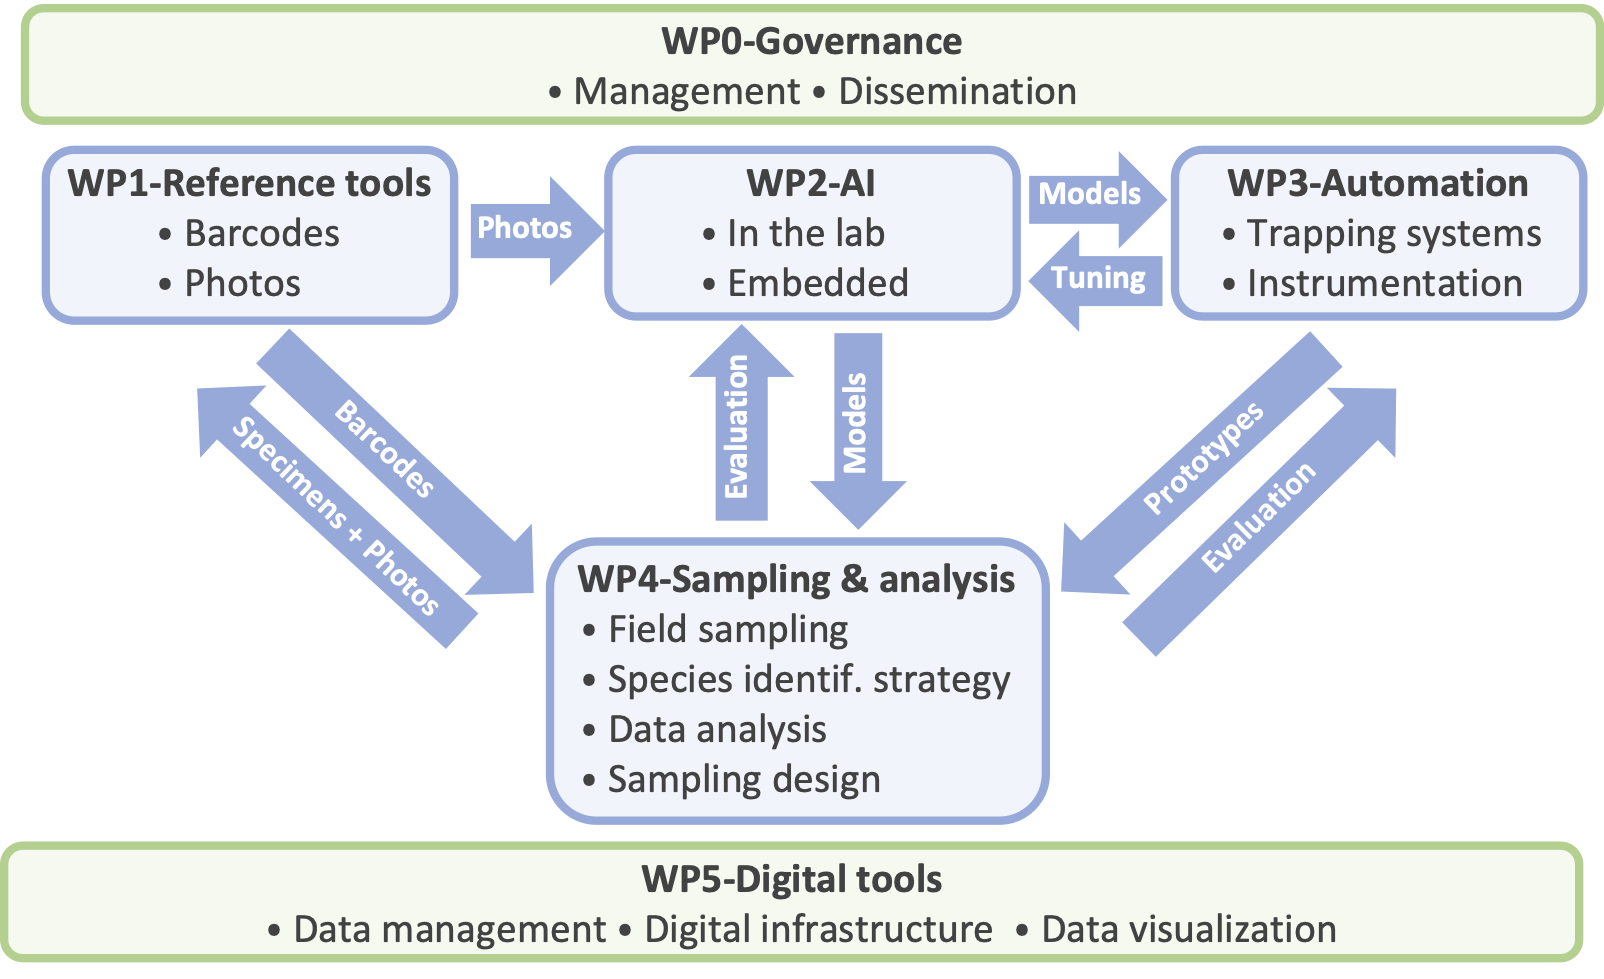 WP0-Governance
• Management • Dissemination
WP1-Reference tools
• Barcodes
• Photos
Photos
WP2-AI
• In the lab
• Embedded
Models
Tuning
WP3-Automation
• Trapping systems
• Instrumentation
Barcodes
Specimens + Photos
Evaluation
Models
Prototypes
Evaluation
WP4-Sampling & analysis
• Field sampling
• Species identif. strategy
• Data analysis
• Sampling design
WP5-Digital tools
• Data management • Digital infrastructure • Data visualization